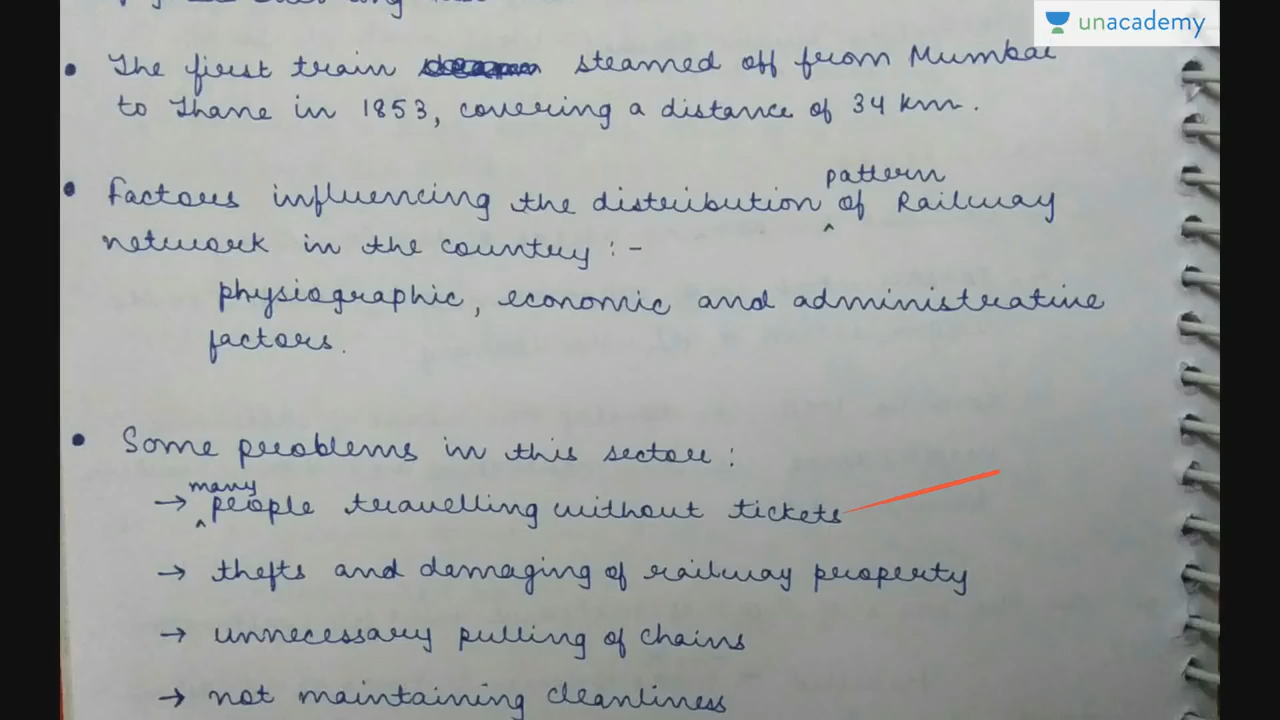 unacademy
• The first train steamed off from Mumbai
to Thane in 1853, covering a distance of 34 km.
• Factors influencing the distribution pattern of Railway
network in the country : -
physiographic, economic and administrative
factors.
• Some problems in this sector :
→ many people travelling without tickets
→ thefts and damaging of railway property
→ unnecessary pulling of chains
→ not maintaining cleanliness